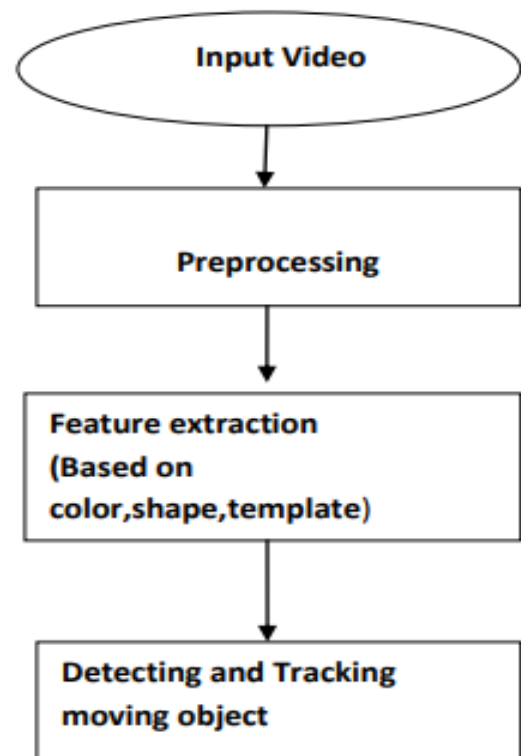 Input Video
Preprocessing
Feature extraction
(Based on
color,shape,template)
Detecting and Tracking
moving object